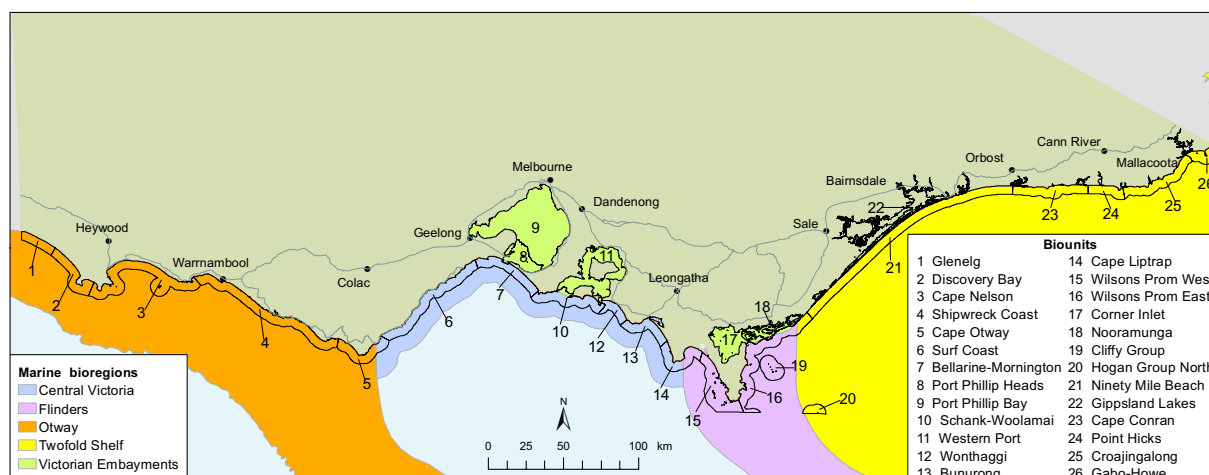 Melbourne
Dandenong
Geelong
Heywood
Warrnambool
Colac
Leongatha
Sale
Bairnsdale
Orbost
Cann River
Mallacoota
1
2
3
4
5
6
7
8
9
10
11
12
13
14
15
16
17
18
19
20
21
22
23
24
25
26
Marine bioregions
Central Victoria
Flinders
Otway
Twofold Shelf
Victorian Embayments
N
0 25 50 100 km
Biounits
1 Glenelg
2 Discovery Bay
3 Cape Nelson
4 Shipwreck Coast
5 Cape Otway
6 Surf Coast
7 Bellarine-Mornington
8 Port Phillip Heads
9 Port Phillip Bay
10 Schank-Woolamai
11 Western Port
12 Wonthaggi
13 Bunurong
14 Cape Liptrap
15 Wilsons Prom West
16 Wilsons Prom East
17 Corner Inlet
18 Nooramunga
19 Cliffy Group
20 Hogan Group North
21 Ninety Mile Beach
22 Gippsland Lakes
23 Cape Conran
24 Point Hicks
25 Croajingalong
26 Gabo-Howe